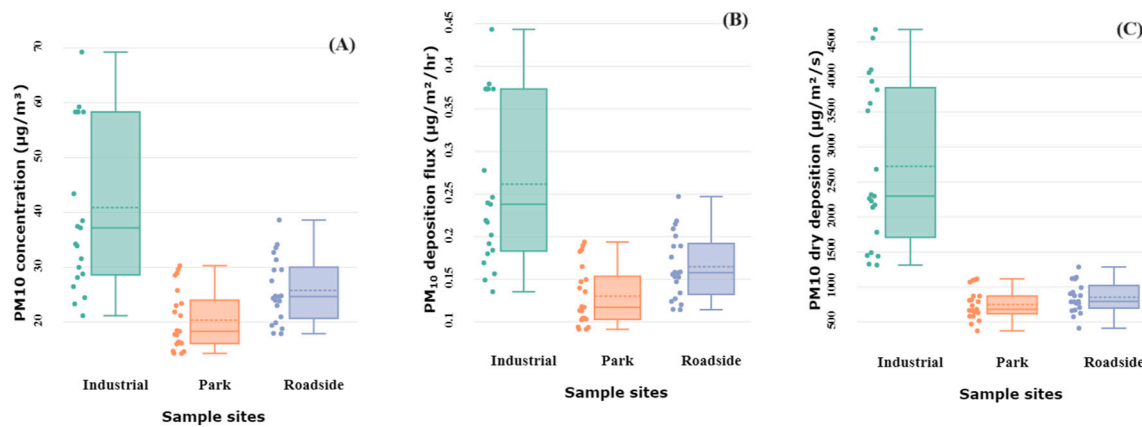 (A)
PM10 concentration (µg/m³)
70
60
50
40
30
20
Industrial Park Roadside
Sample sites
(B)
PM₁₀ deposition flux (µg/m²/hr)
0.45
0.4
0.35
0.3
0.25
0.2
0.15
0.1
Industrial Park Roadside
Sample sites
(C)
PM10 dry deposition (µg/m²/s)
4500
4000
3500
3000
2500
2000
1500
1000
500
Industrial Park Roadside
Sample sites